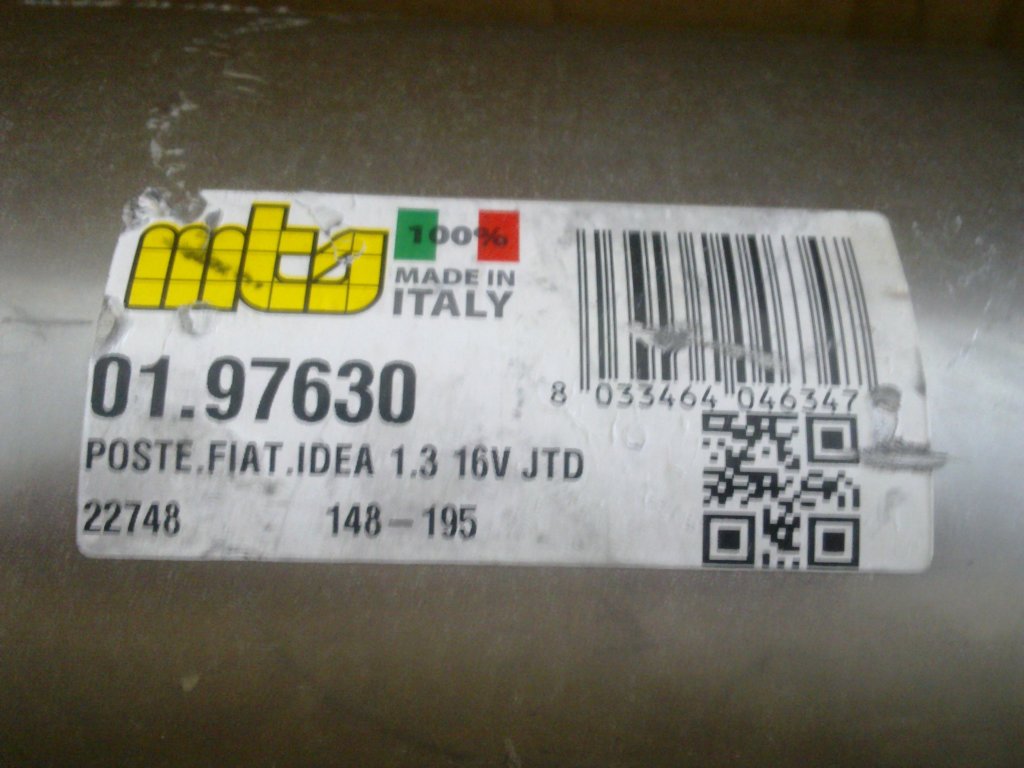 mts
100%
MADE IN
ITALY
01.97630
POSTE.FIAT.IDEA 1.3 16V JTD
22748 148-195
8 033464 046347